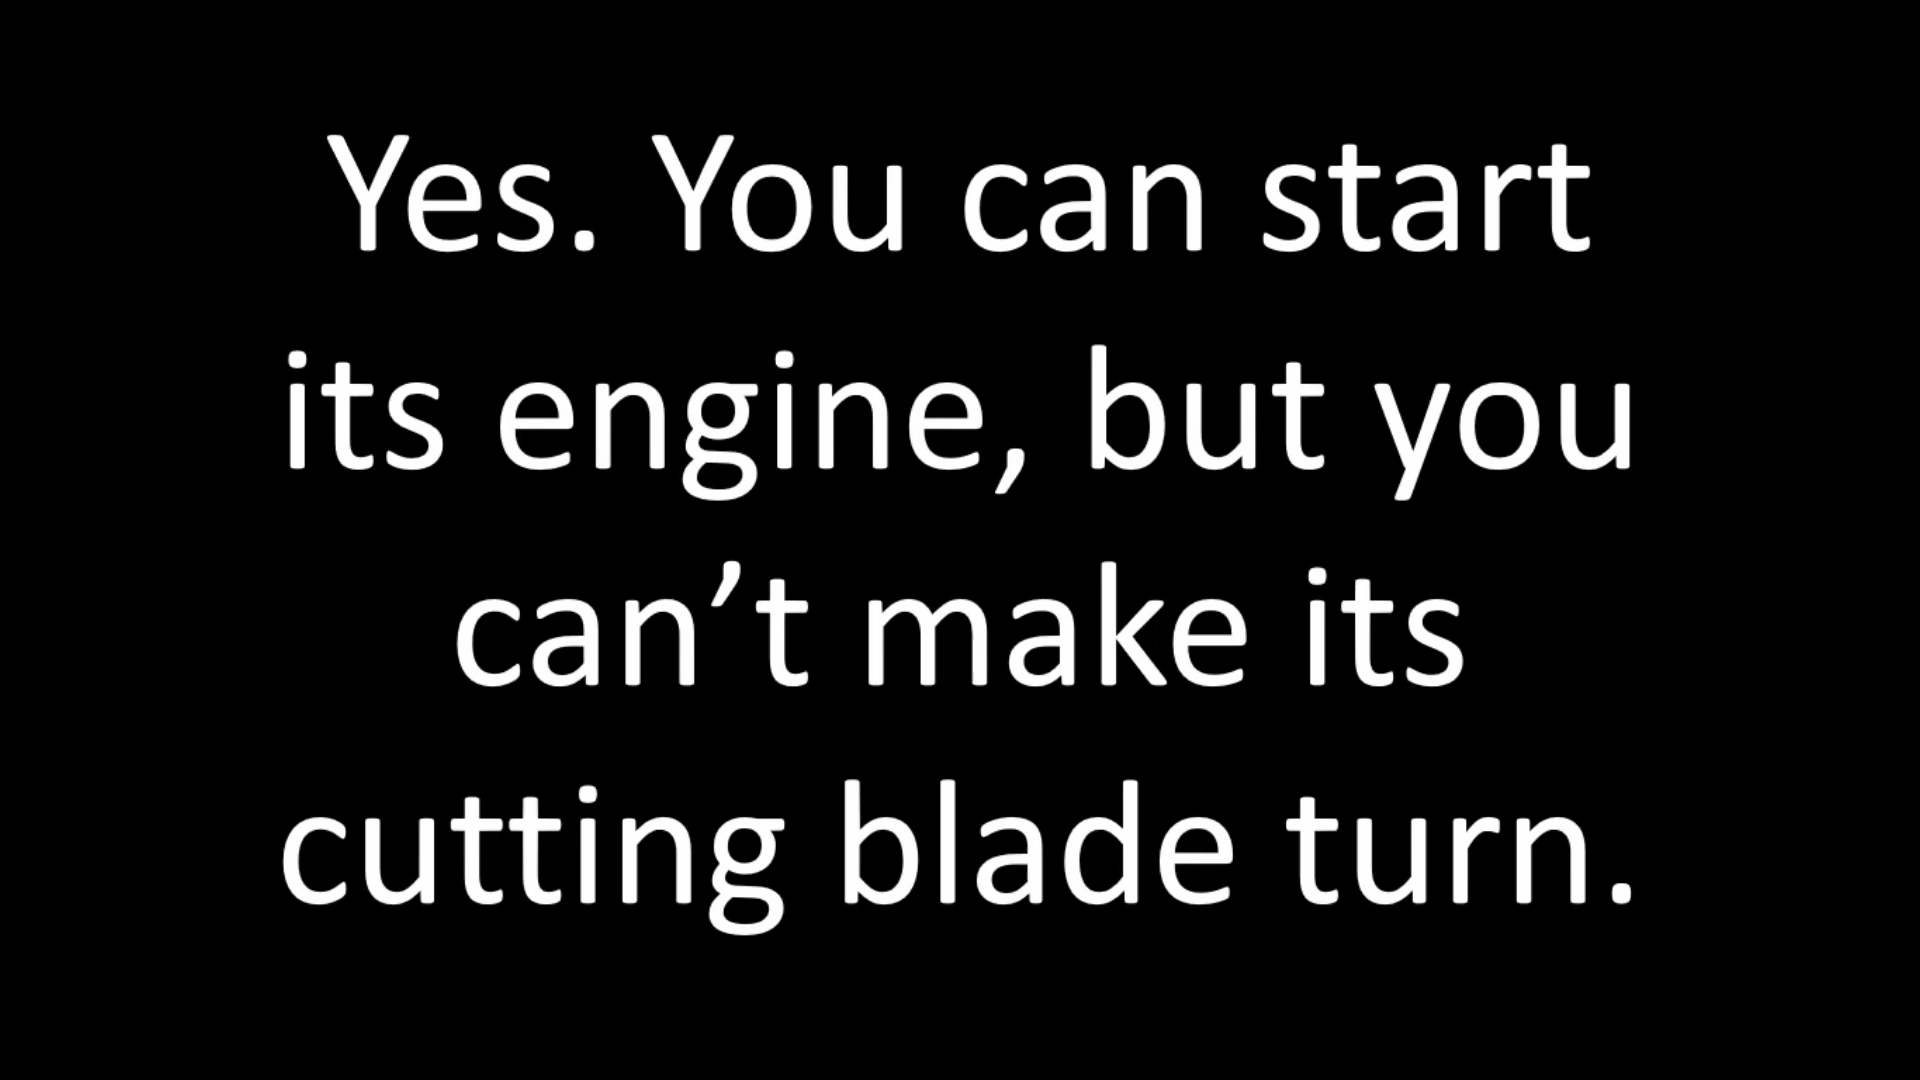 Yes. You can start
its engine, but you
can’t make its
cutting blade turn.